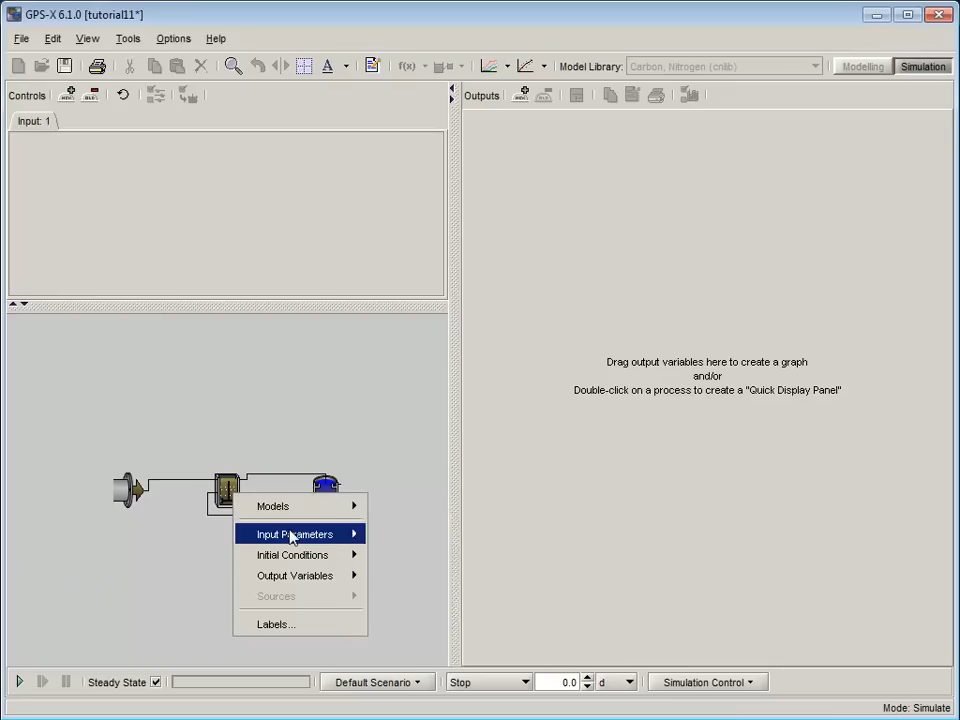 GPS-X 6.1.0 [tutorial11*]
File Edit View Tools Options Help
f(x) Model Library: Carbon, Nitrogen (cnlib) Modelling Simulation
Controls Outputs
Input: 1
Drag output variables here to create a graph
and/or
Double-click on a process to create a "Quick Display Panel"
Models
Input Parameters
Initial Conditions
Output Variables
Sources
Labels...
Steady State Default Scenario Stop 0.0 d Simulation Control
Mode: Simulate